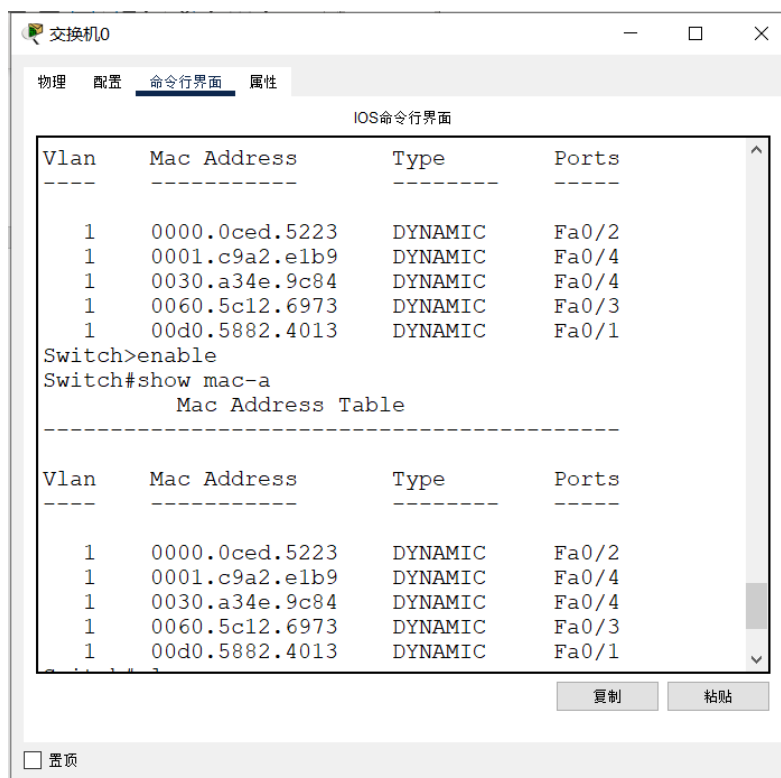 交换机0
物理 配置 命令行界面 属性
IOS命令行界面
Vlan Mac Address Type Ports
---- ----------- -------- -----
1 0000.0ced.5223 DYNAMIC Fa0/2
1 0001.c9a2.e1b9 DYNAMIC Fa0/4
1 0030.a34e.9c84 DYNAMIC Fa0/4
1 0060.5c12.6973 DYNAMIC Fa0/3
1 00d0.5882.4013 DYNAMIC Fa0/1
Switch>enable
Switch#show mac-a
Mac Address Table
-------------------------------------------
Vlan Mac Address Type Ports
---- ----------- -------- -----
1 0000.0ced.5223 DYNAMIC Fa0/2
1 0001.c9a2.e1b9 DYNAMIC Fa0/4
1 0030.a34e.9c84 DYNAMIC Fa0/4
1 0060.5c12.6973 DYNAMIC Fa0/3
1 00d0.5882.4013 DYNAMIC Fa0/1
复制 粘贴
置顶